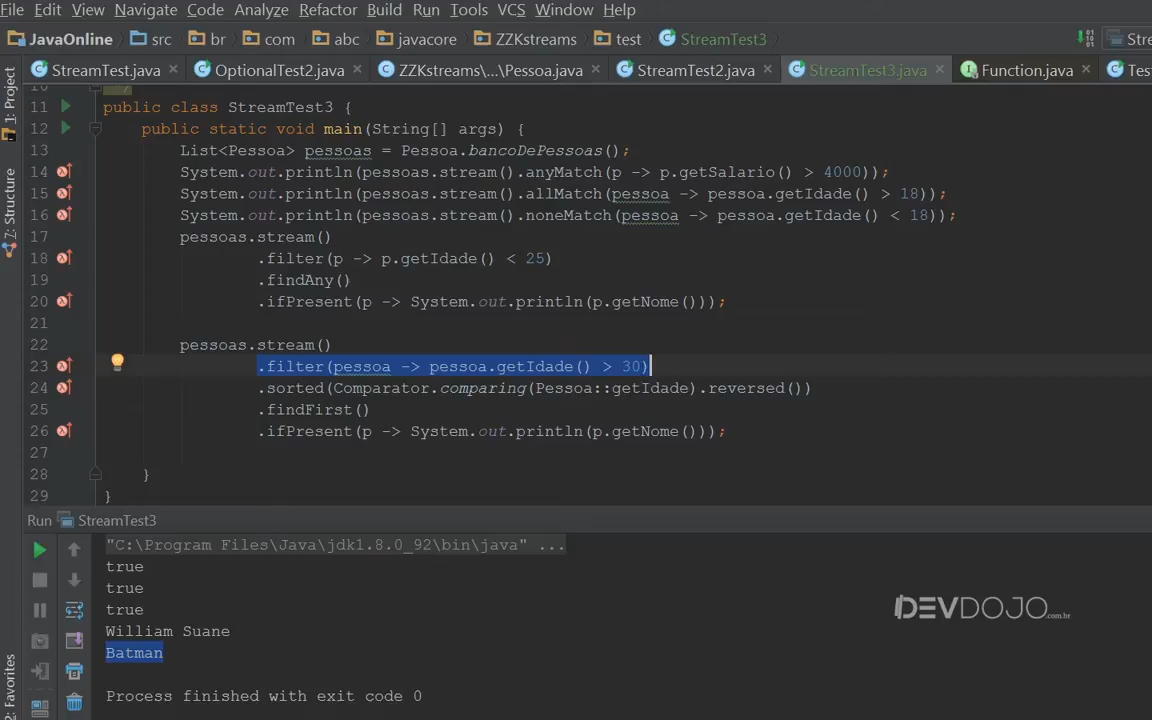 File Edit View Navigate Code Analyze Refactor Build Run Tools VCS Window Help
JavaOnline src br com abc javacore ZZKstreams test StreamTest3 Stre
StreamTest.java OptionalTest2.java ZZKstreams\...\Pessoa.java StreamTest2.java StreamTest3.java Function.java Tes
1: Project
7: Structure
2: Favorites
10
11 public class StreamTest3 {
12 public static void main(String[] args) {
13 List<Pessoa> pessoas = Pessoa.bancoDePessoas();
14 System.out.println(pessoas.stream().anyMatch(p -> p.getSalario() > 4000));
15 System.out.println(pessoas.stream().allMatch(pessoa -> pessoa.getIdade() > 18));
16 System.out.println(pessoas.stream().noneMatch(pessoa -> pessoa.getIdade() < 18));
17 pessoas.stream()
18 .filter(p -> p.getIdade() < 25)
19 .findAny()
20 .ifPresent(p -> System.out.println(p.getNome()));
21
22 pessoas.stream()
23 .filter(pessoa -> pessoa.getIdade() > 30)
24 .sorted(Comparator.comparing(Pessoa::getIdade).reversed())
25 .findFirst()
26 .ifPresent(p -> System.out.println(p.getNome()));
27
28 }
29 }
Run StreamTest3
"C:\Program Files\Java\jdk1.8.0_92\bin\java" ...
true
true
true
William Suane
Batman
Process finished with exit code 0
DEVDOJO.com.br